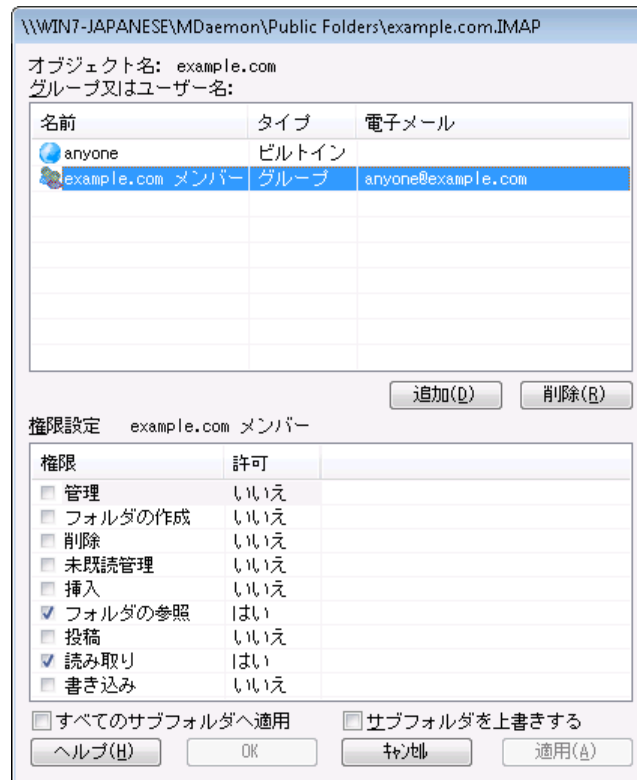 \\WIN7-JAPANESE\MDaemon\Public Folders\example.com.IMAP
オブジェクト名: example.com
グループ又はユーザー名:
名前 タイプ 電子メール
anyone ビルトイン
example.com メンバー グループ anyone@example.com
追加(D) 削除(R)
権限設定 example.com メンバー
権限 許可
管理 いいえ
フォルダの作成 いいえ
削除 いいえ
未既読管理 いいえ
挿入 いいえ
フォルダの参照 はい
投稿 いいえ
読み取り はい
書き込み いいえ
すべてのサブフォルダへ適用 サブフォルダを上書きする
ヘルプ(H) OK キャンセル 適用(A)